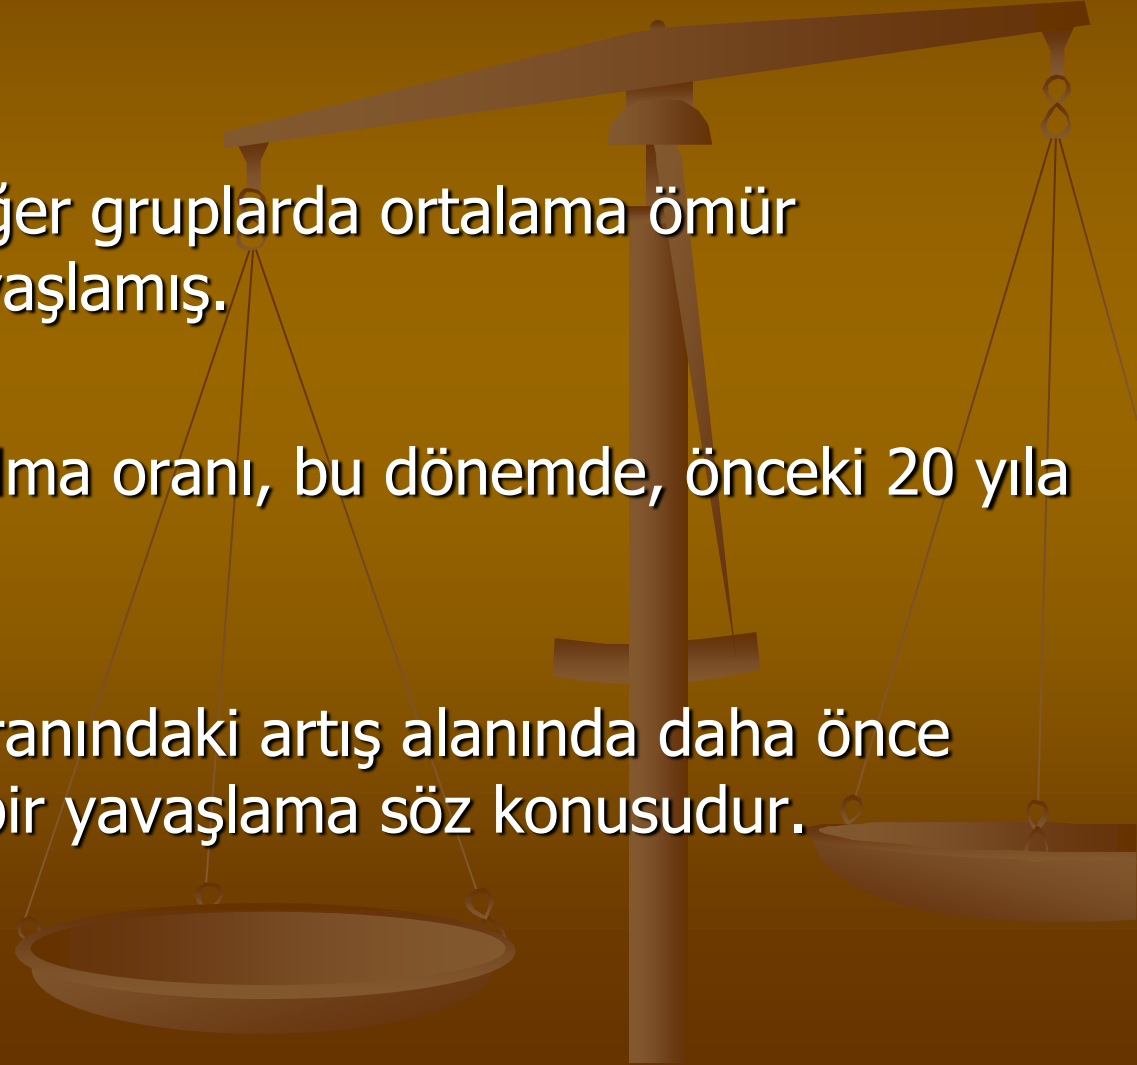 ğer gruplarda ortalama ömür
vaşlamış.
lma oranı, bu dönemde, önceki 20 yıla
ranındaki artış alanında daha önce
bir yavaşlama söz konusudur.